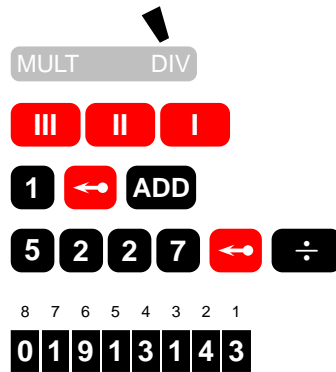 MULT DIV
III II I
1 ADD
5 2 2 7 ÷
8 7 6 5 4 3 2 1
0 1 9 1 3 1 4 3